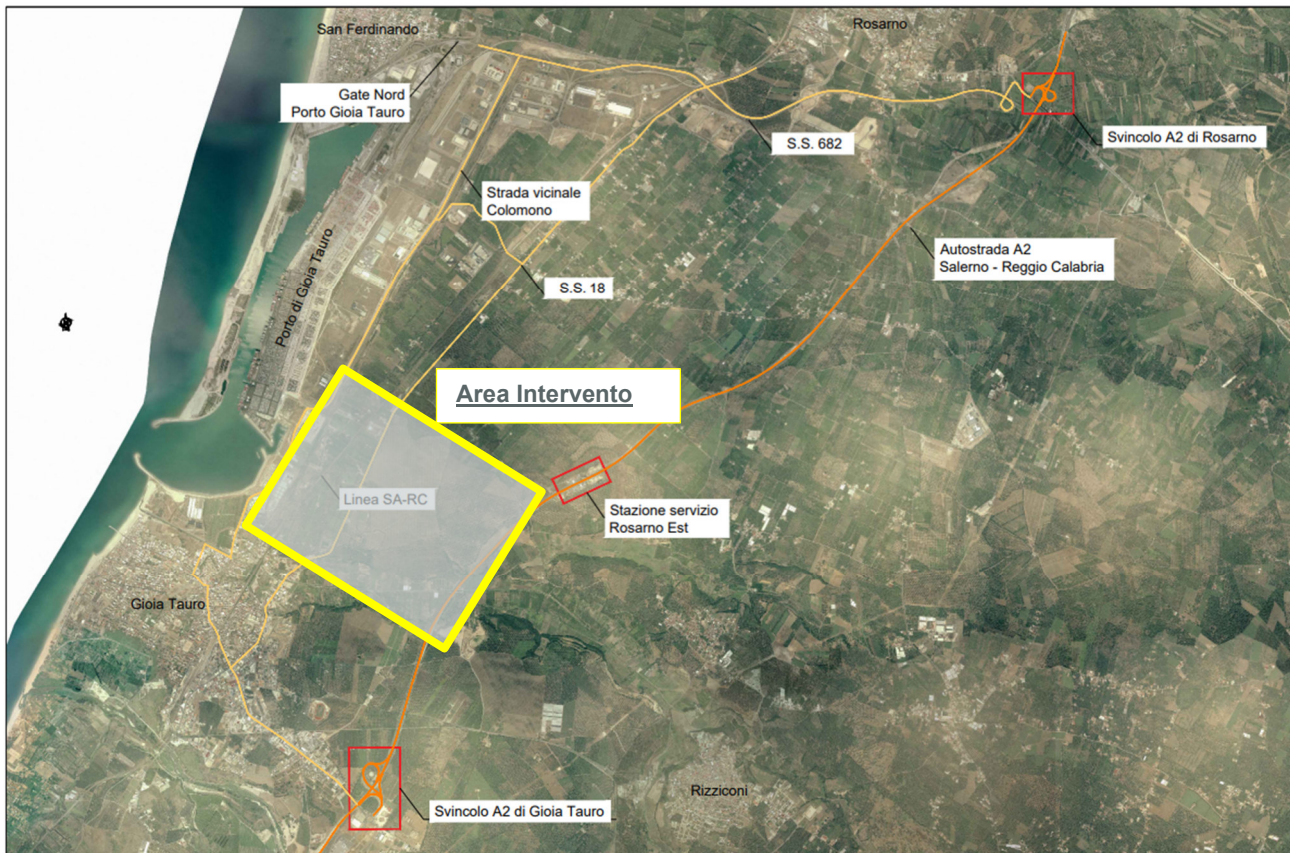 San Ferdinando
Rosarno
Gate Nord
Porto Gioia Tauro
Svincolo A2 di Rosarno
S.S. 682
Strada vicinale
Colomono
Autostrada A2
Salerno - Reggio Calabria
Porto di Gioia Tauro
S.S. 18
Area Intervento
Linea SA-RC
Stazione servizio
Rosarno Est
Gioia Tauro
Rizziconi
Svincolo A2 di Gioia Tauro